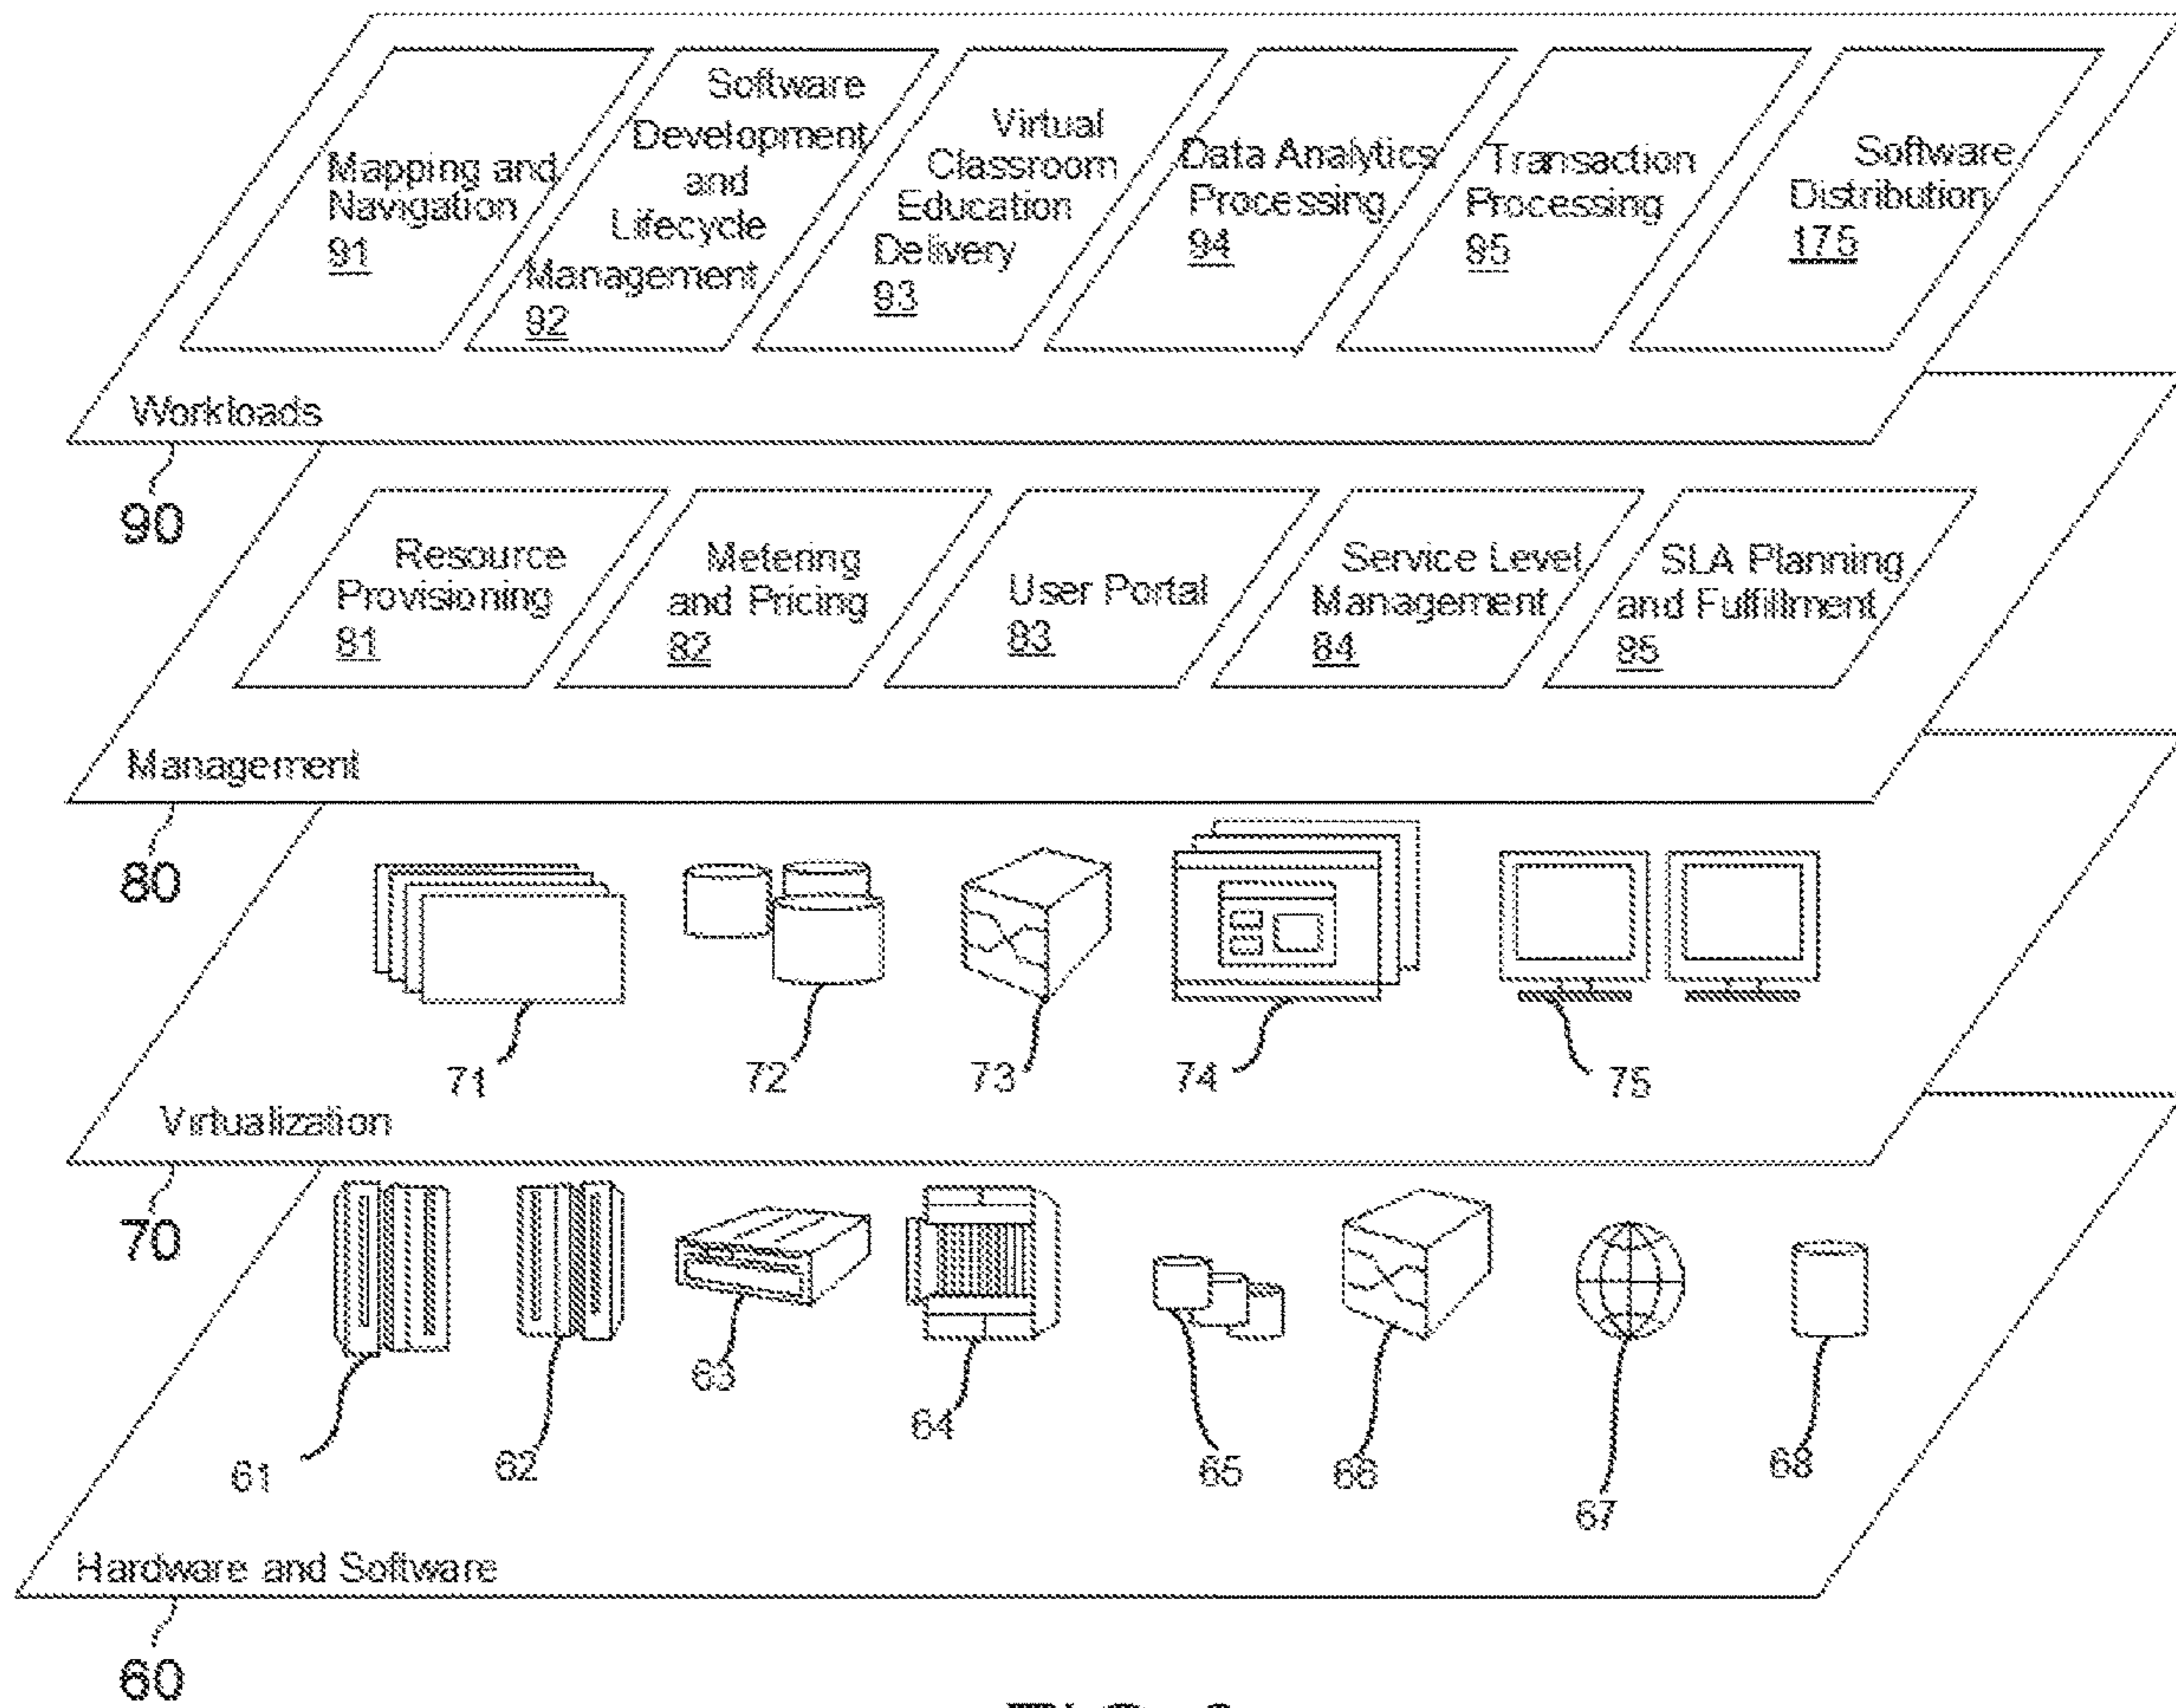 Mapping and
Navigation
91
Software
Development
and
Lifecycle
Management
92
Virtual
Classroom
Education
Delivery
93
Data Analytics
Processing
94
Transaction
Processing
95
Software
Distribution
175
Workloads
90
Resource
Provisioning
81
Metering
and Pricing
82
User Portal
83
Service Level
Management
84
SLA Planning
and Fulfillment
85
Management
80
71
72
73
74
75
Virtualization
70
61
62
63
64
65
66
67
68
Hardware and Software
60